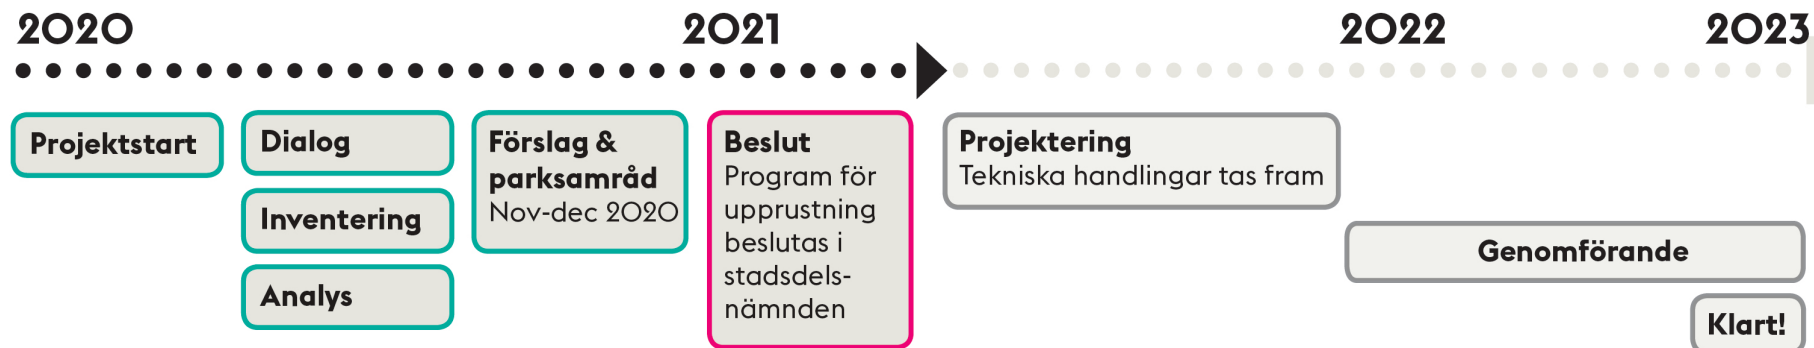 2020
2021
2022
2023
Projektstart
Dialog
Inventering
Analys
Förslag &
parksamråd
Nov-dec 2020
Beslut
Program för
upprustning
beslutas i
stadsdels-
nämnden
Projektering
Tekniska handlingar tas fram
Genomförande
Klart!